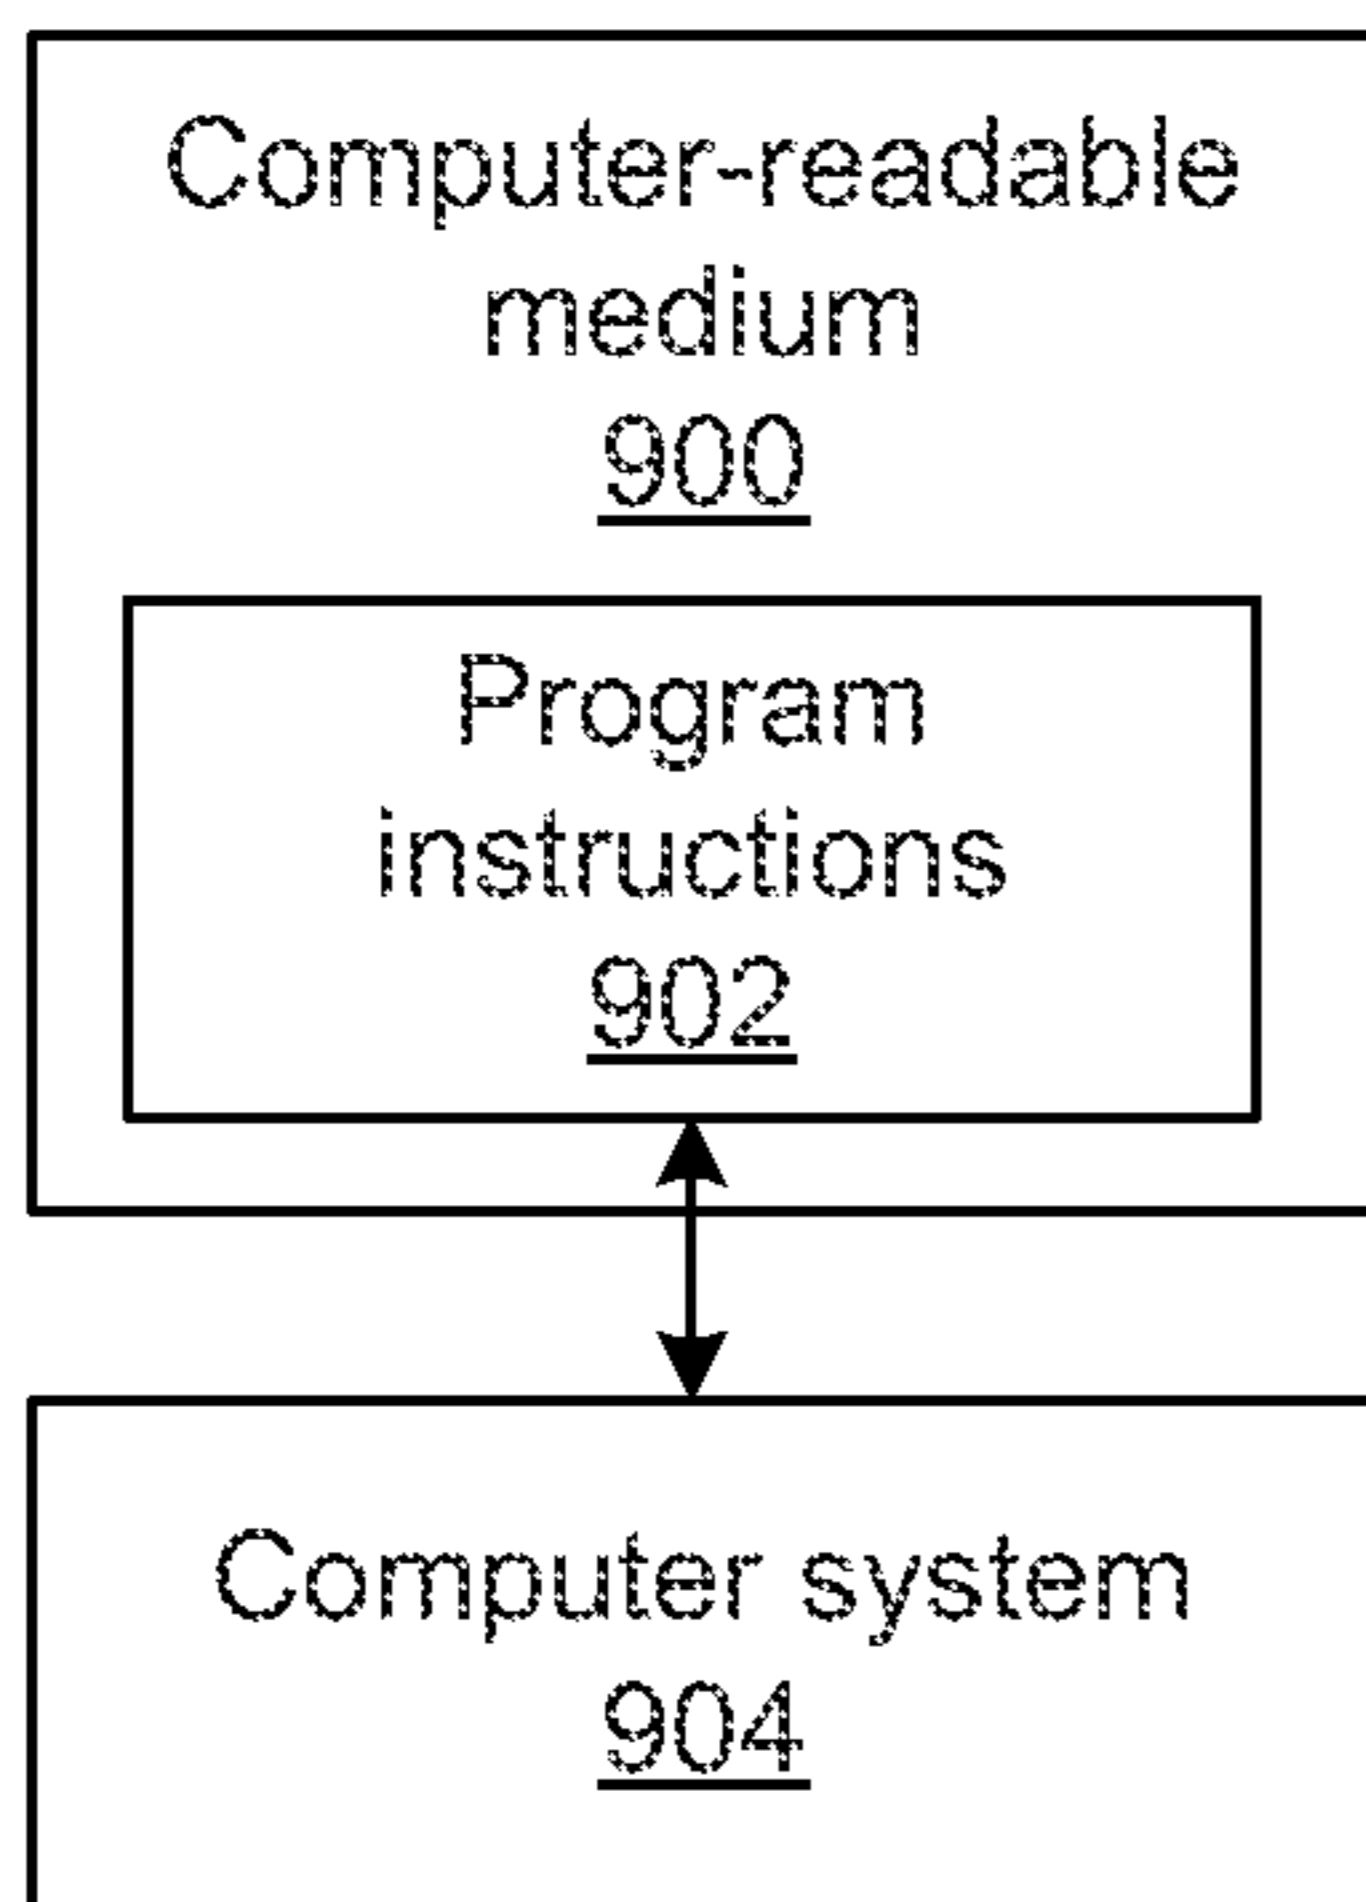 Computer-readable
medium
900
Program
instructions
902
Computer system
904